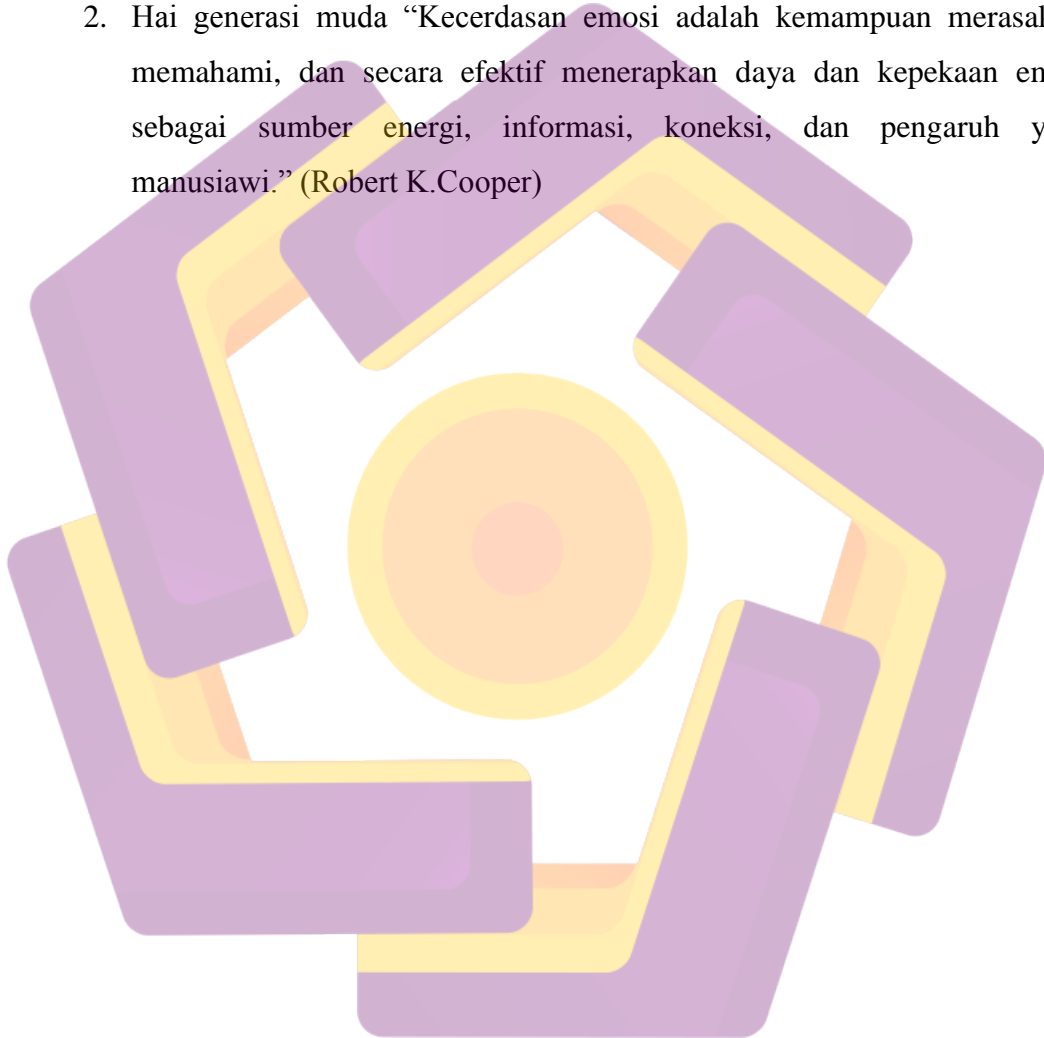 2. Hai generasi muda “Kecerdasan emosi adalah kemampuan merasak
memahami, dan secara efektif menerapkan daya dan kepekaan em
sebagai sumber energi, informasi, koneksi, dan pengaruh y
manusiawi.” (Robert K.Cooper)